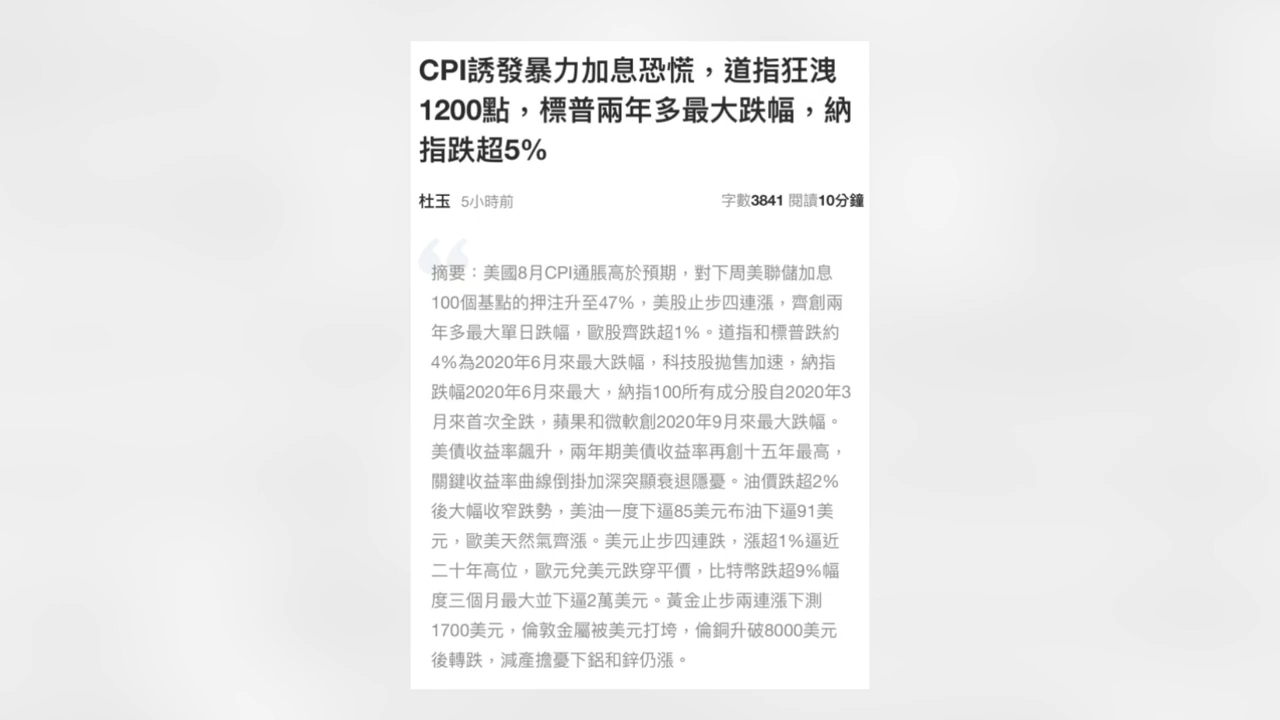 CPI誘發暴力加息恐慌，道指狂洩
1200點，標普兩年多最大跌幅，納
指跌超5%
杜玉 5小時前 字數3841 閱讀10分鐘
摘要：美國8月CPI通脹高於預期，對下周美聯儲加息
100個基點的押注升至47%，美股止步四連漲，齊創兩
年多最大單日跌幅，歐股齊跌超1%。道指和標普跌約
4%為2020年6月來最大跌幅，科技股拋售加速，納指
跌幅2020年6月來最大，納指100所有成分股自2020年3
月來首次全跌，蘋果和微軟創2020年9月來最大跌幅。
美債收益率飆升，兩年期美債收益率再創十五年最高，
關鍵收益率曲線倒掛加深突顯衰退隱憂。油價跌超2%
後大幅收窄跌勢，美油一度下逼85美元布油下逼91美
元，歐美天然氣齊漲。美元止步四連跌，漲超1%逼近
二十年高位，歐元兌美元跌穿平價，比特幣跌超9%幅
度三個月最大並下逼2萬美元。黃金止步兩連漲下測
1700美元，倫敦金屬被美元打垮，倫銅升破8000美元
後轉跌，減產擔憂下鋁和鋅仍漲。